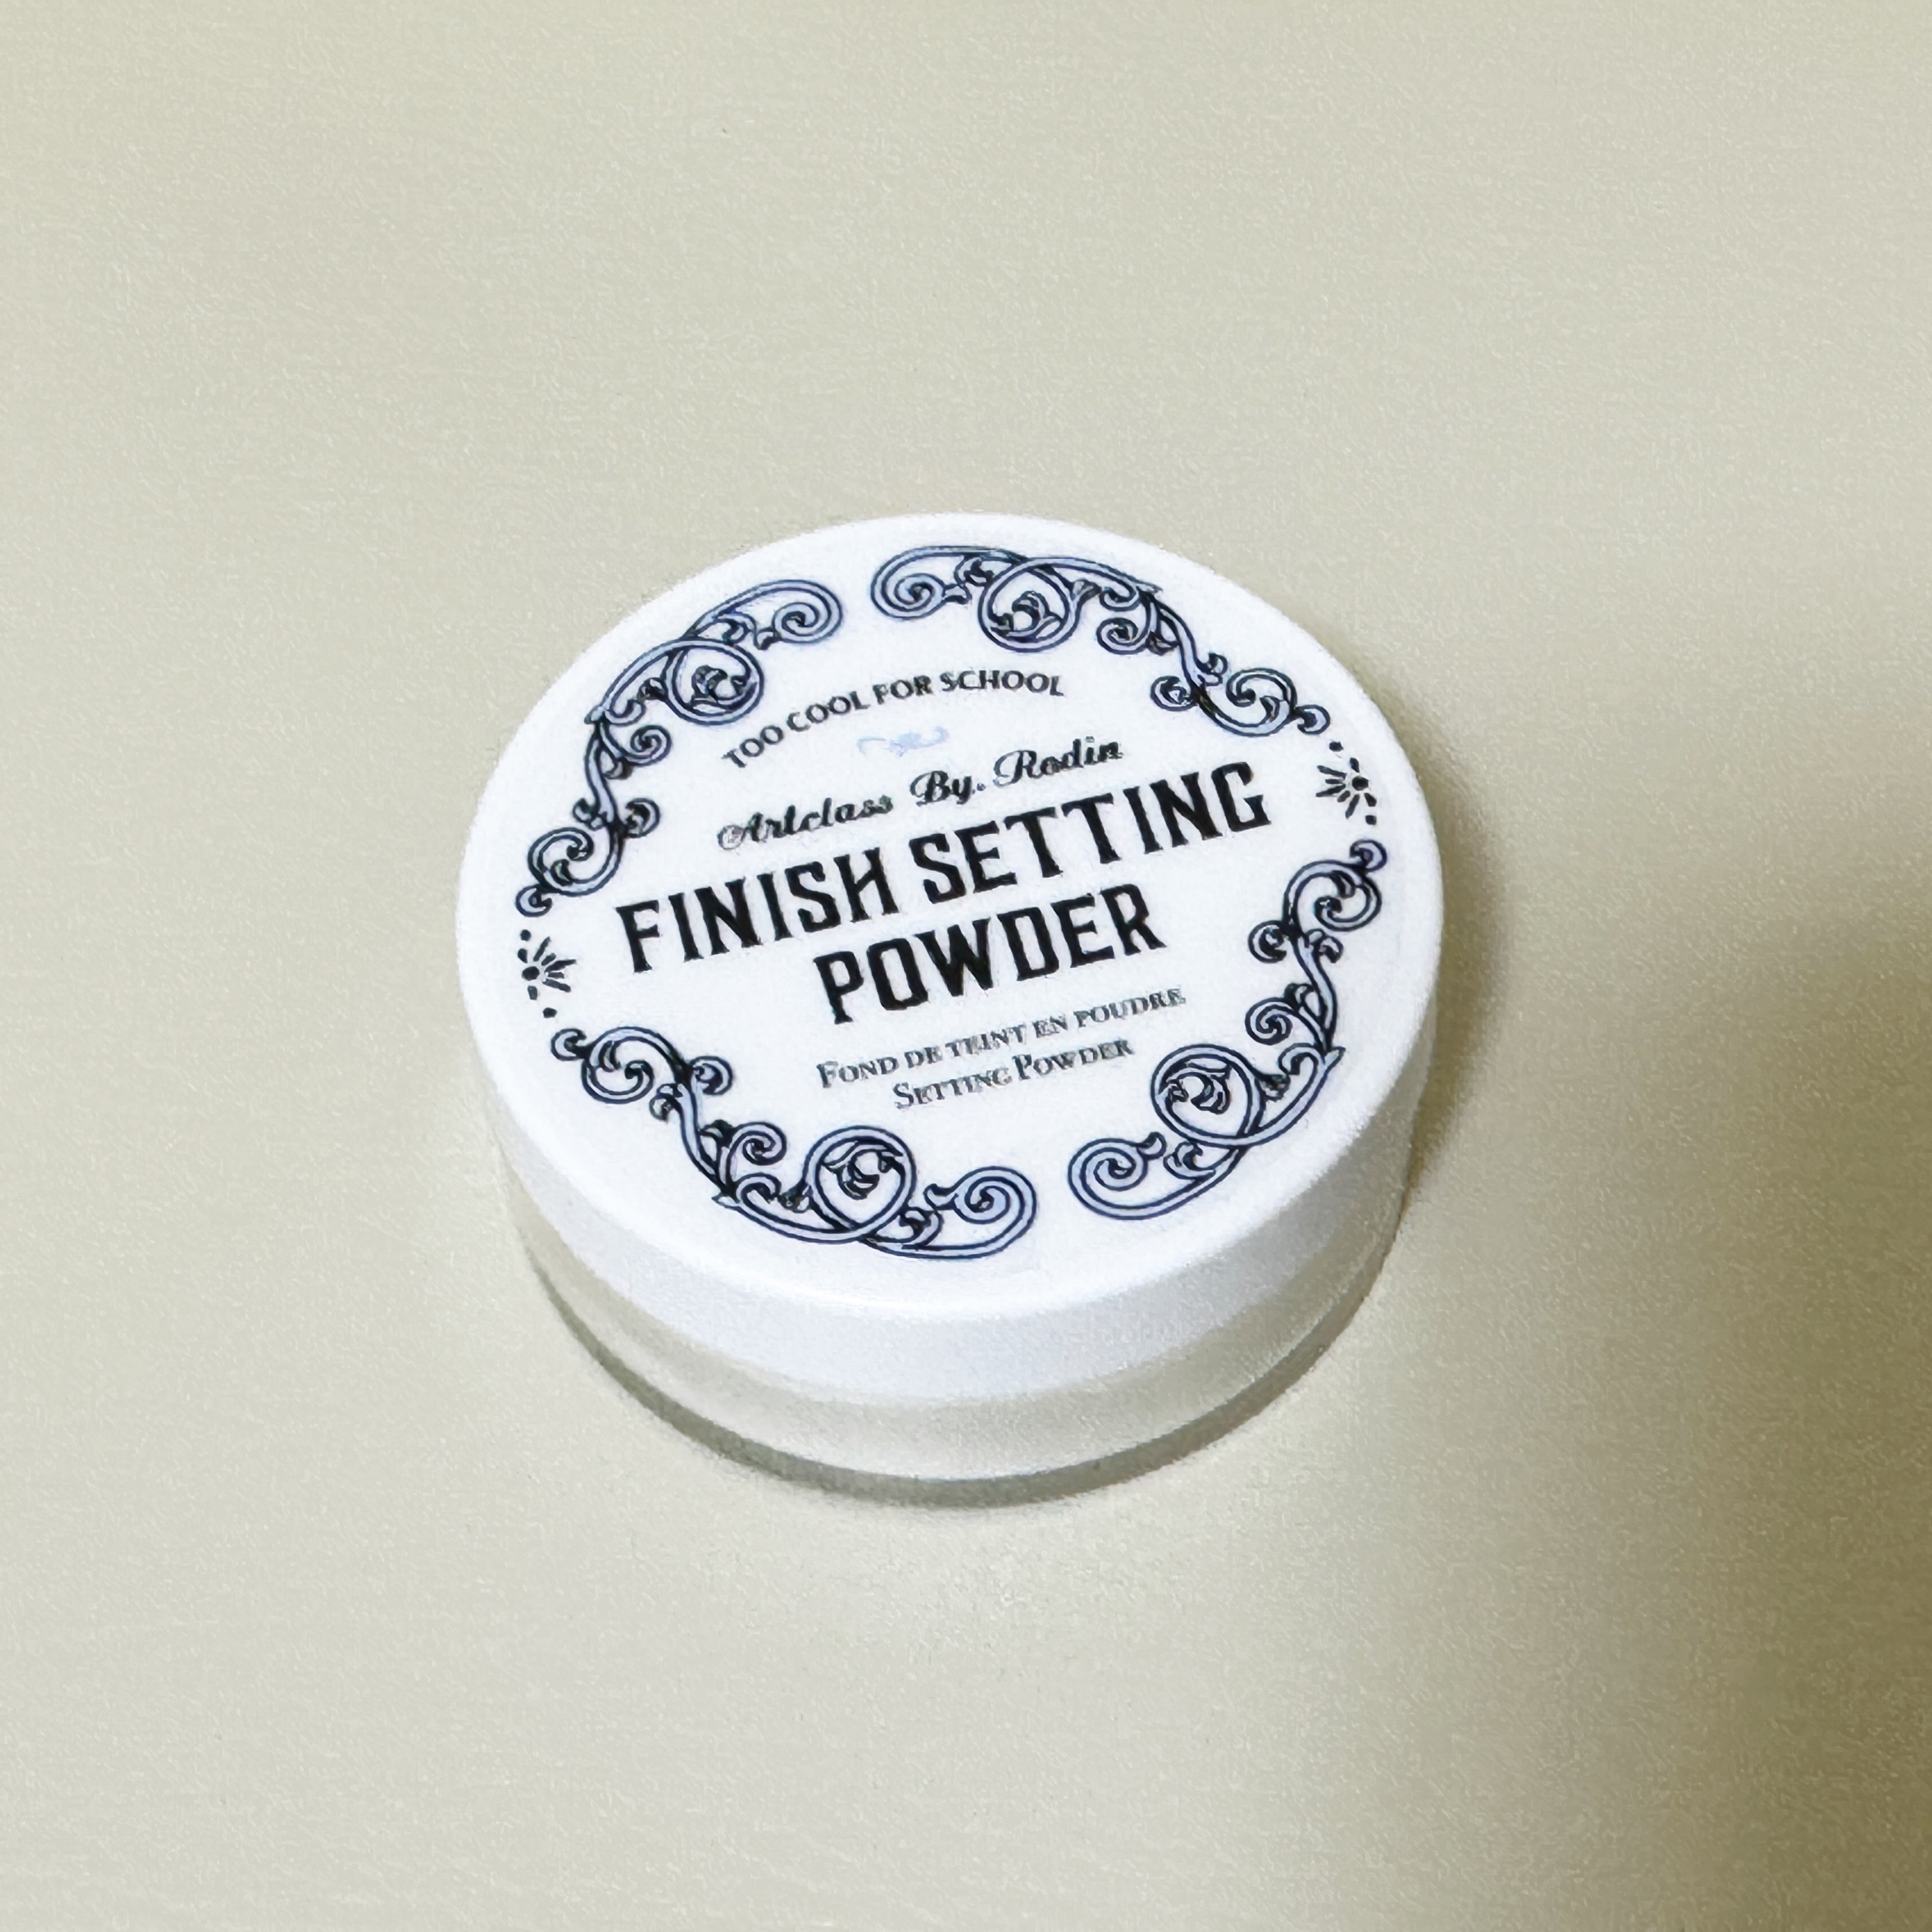 TOO COOL FOR SCHOOL
Artclass By. Rodin
FINISH SETTING
POWDER
FOND DE TEINT EN POUDRE
SETTING POWDER